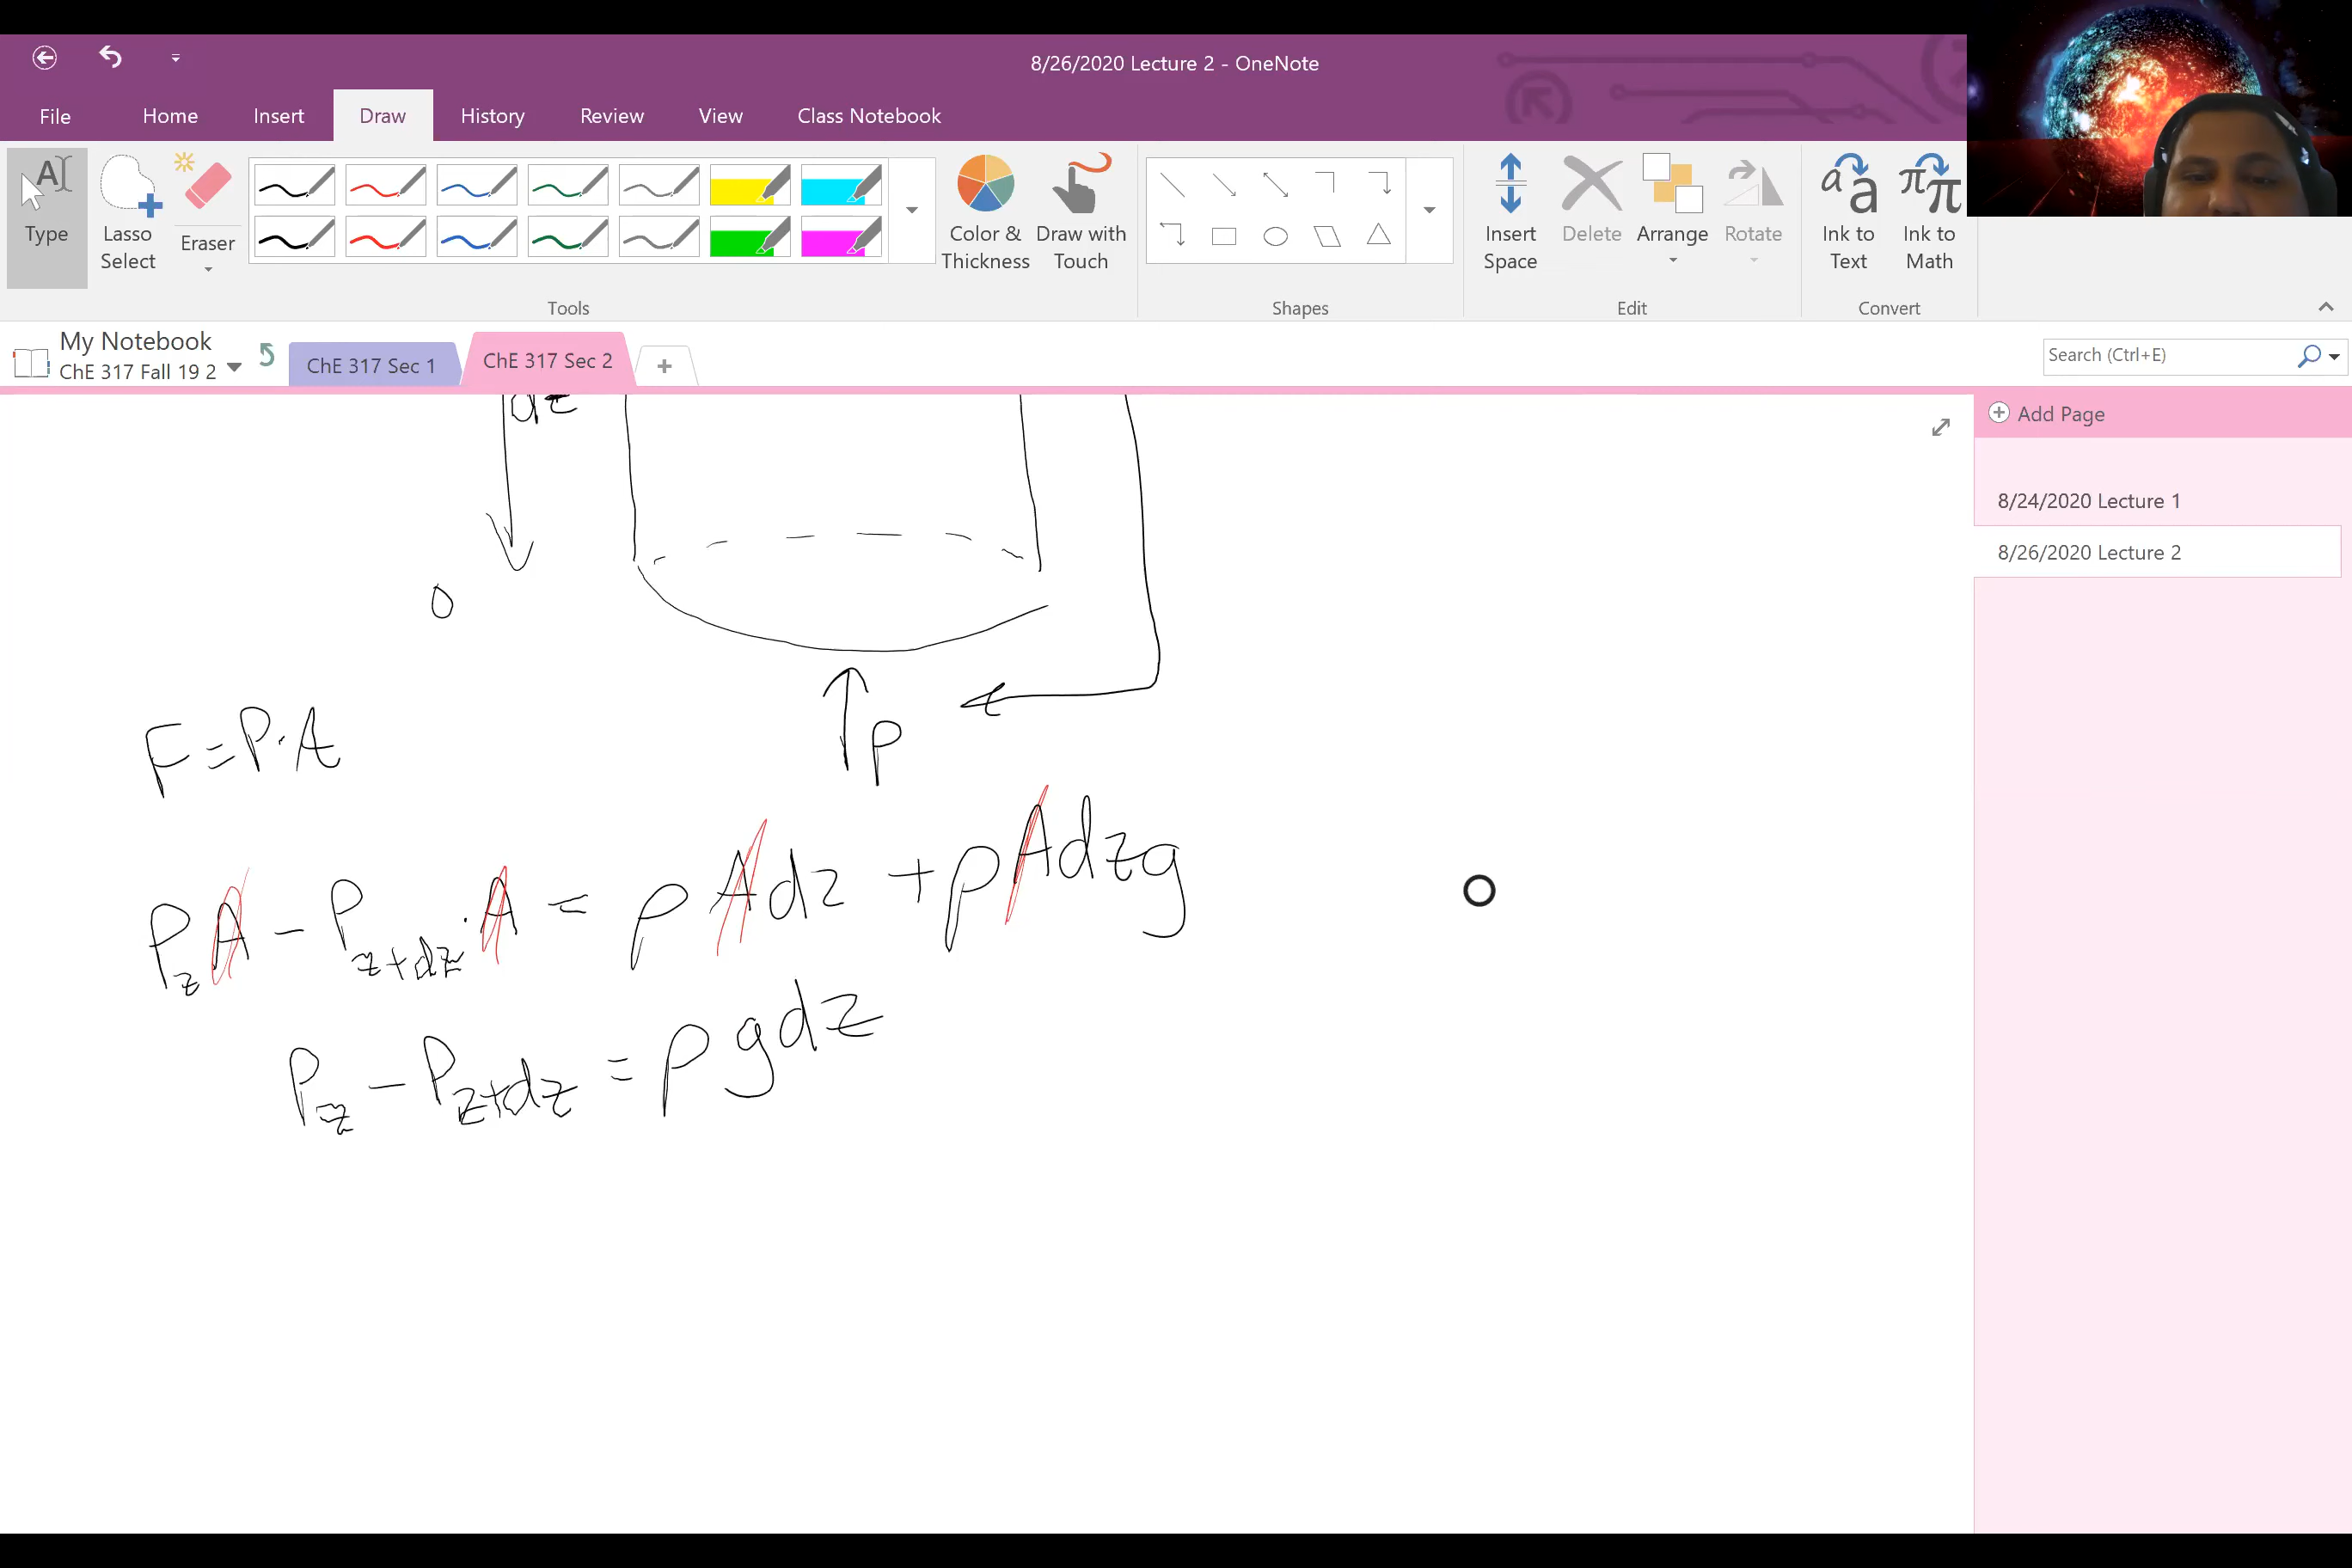 8/26/2020 Lecture 2 - OneNote
File Home Insert Draw History Review View Class Notebook
Type
Lasso Select
Eraser
Color & Thickness
Draw with Touch
Insert Space
Delete
Arrange
Rotate
Ink to Text
Ink to Math
Tools
Shapes
Edit
Convert
My Notebook
ChE 317 Fall 19 2
ChE 317 Sec 1
ChE 317 Sec 2
Search (Ctrl+E)
Add Page
8/24/2020 Lecture 1
8/26/2020 Lecture 2
dz
0
P
F = P · A
P_z A - P_{z+dz} · A = ρ A dz + ρ A dz g
P_z - P_{z+dz} = ρ g dz